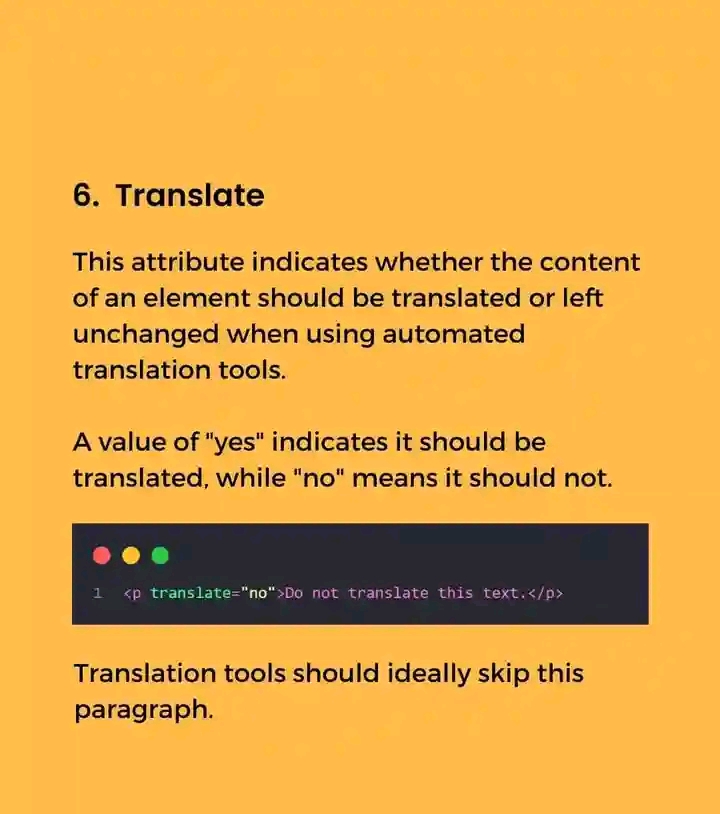 6. Translate
This attribute indicates whether the content
of an element should be translated or left
unchanged when using automated
translation tools.
A value of "yes" indicates it should be
translated, while "no" means it should not.
1 <p translate="no">Do not translate this text.</p>
Translation tools should ideally skip this
paragraph.